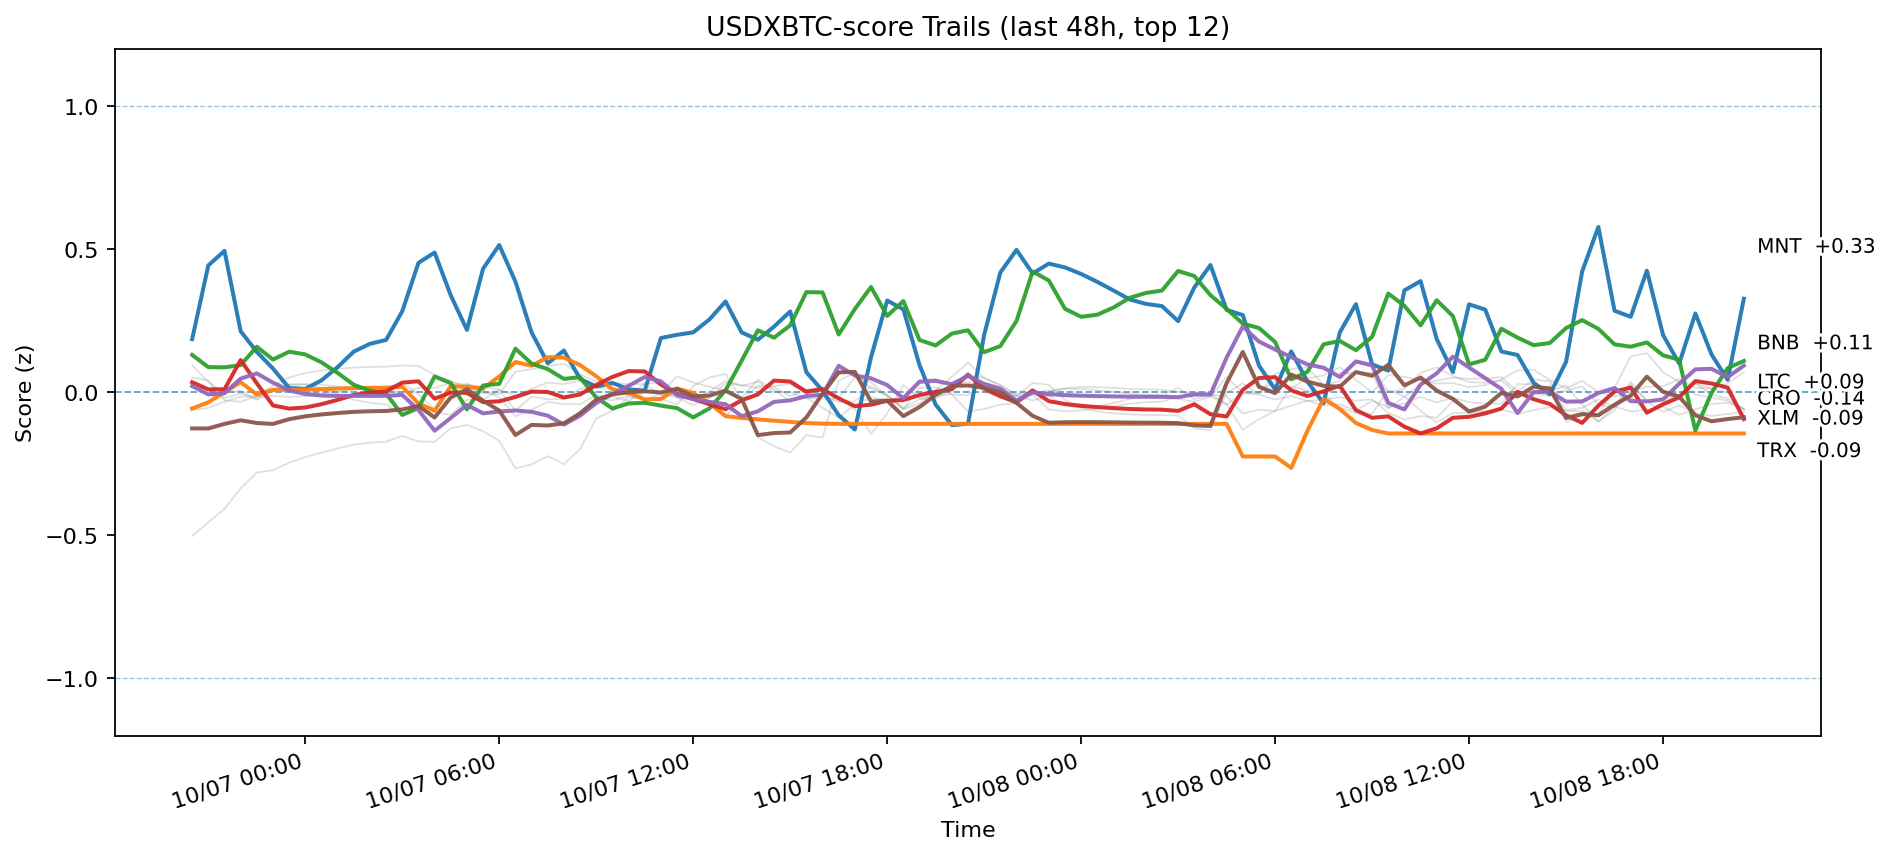 USDXBTC-score Trails (last 48h, top 12)
Score (z)
1.0
0.5
0.0
−0.5
−1.0
MNT +0.33
BNB +0.11
LTC +0.09
CRO -0.14
XLM -0.09
TRX -0.09
10/07 00:00
10/07 06:00
10/07 12:00
10/07 18:00
10/08 00:00
10/08 06:00
10/08 12:00
10/08 18:00
Time